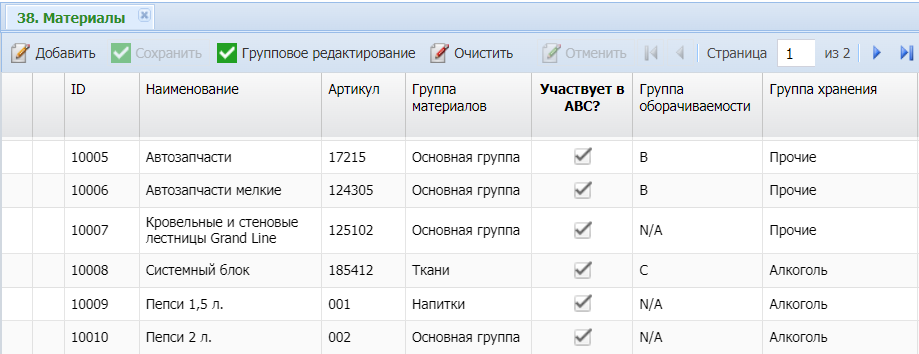 38. Материалы
Добавить Сохранить Групповое редактирование Очистить Отменить Страница 1 из 2
ID Наименование Артикул Группа материалов Участвует в ABC? Группа оборачиваемости Группа хранения
10005 Автозапчасти 17215 Основная группа B Прочие
10006 Автозапчасти мелкие 124305 Основная группа B Прочие
10007 Кровельные и стеновые лестницы Grand Line 125102 Основная группа N/A Прочие
10008 Системный блок 185412 Ткани C Алкоголь
10009 Пепси 1,5 л. 001 Напитки N/A Алкоголь
10010 Пепси 2 л. 002 Основная группа N/A Алкоголь